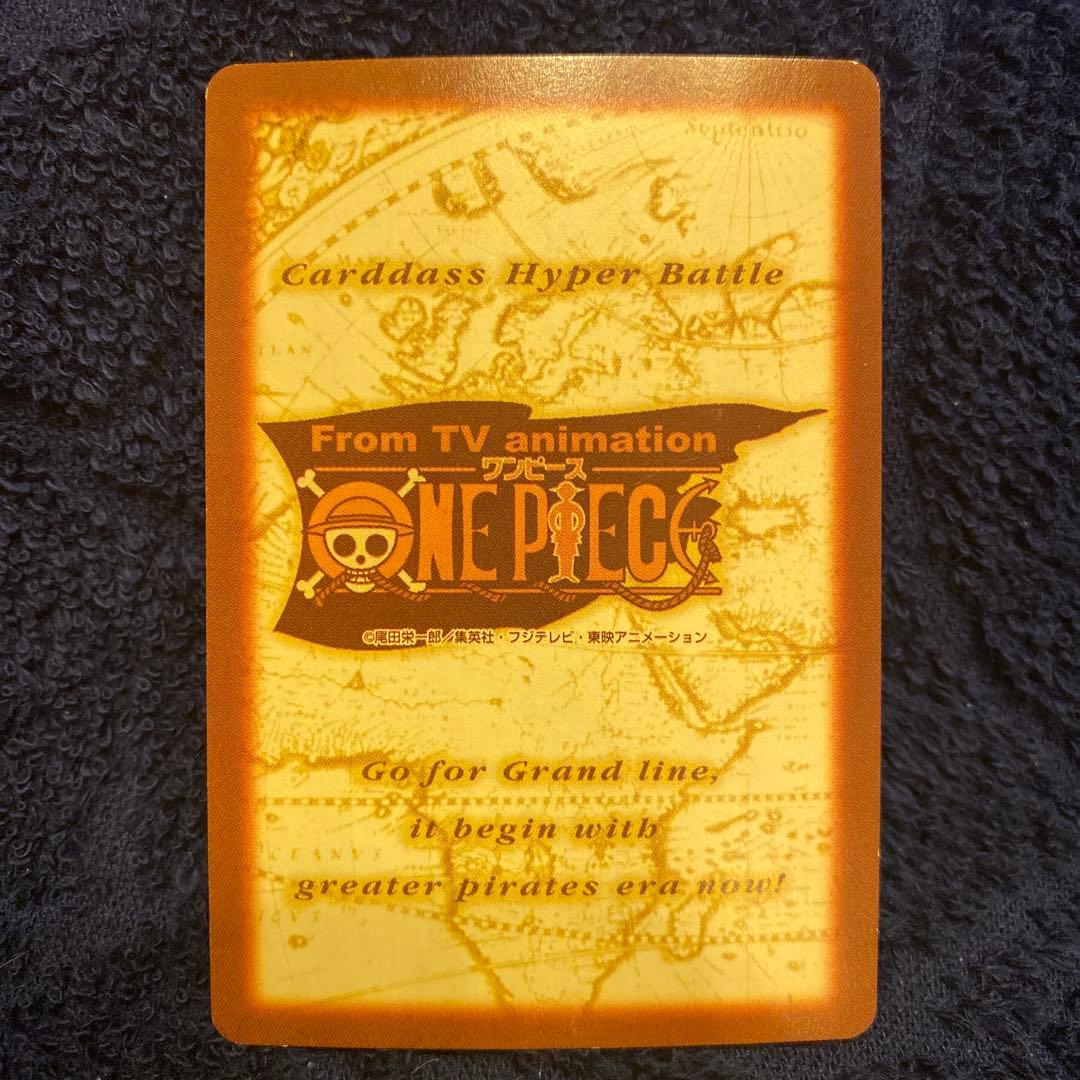 Septentrio
Carddass Hyper Battle
From TV animation
ワンピース
ONE PIECE
©尾田栄一郎/集英社・フジテレビ・東映アニメーション
Go for Grand line,
it begin with
greater pirates era now!